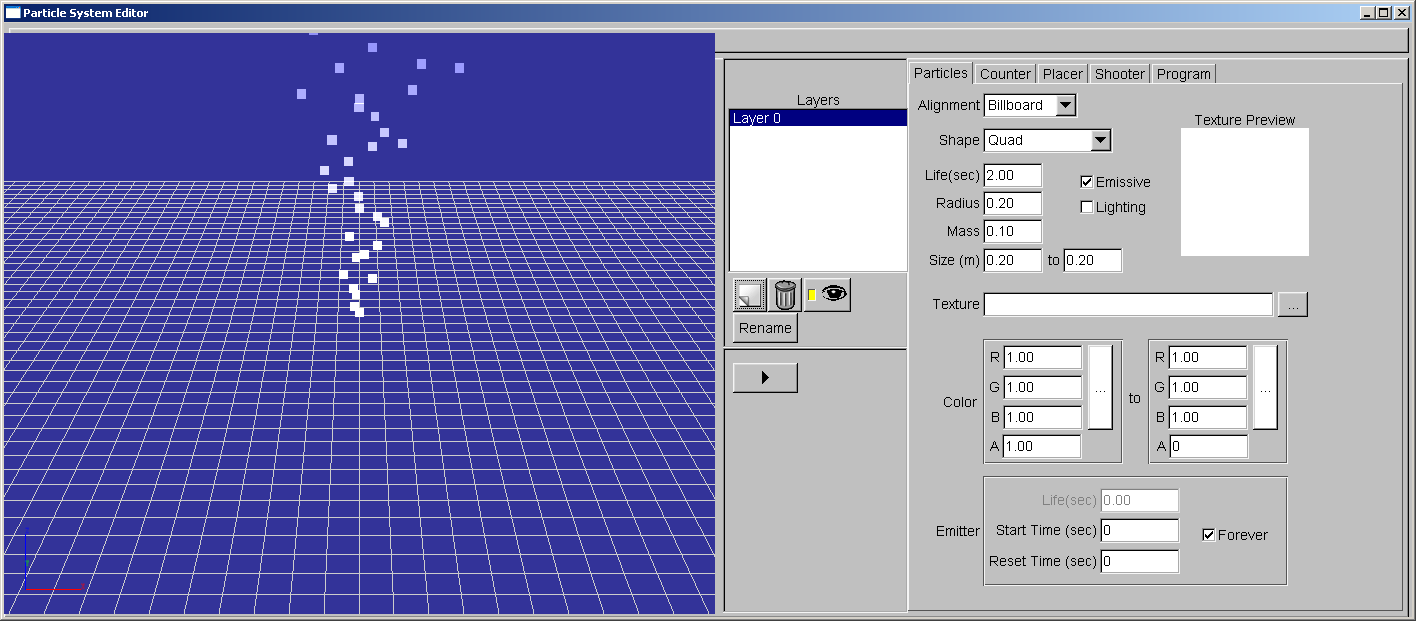 Particle System Editor
Layers
Layer 0
Rename
Particles Counter Placer Shooter Program
Alignment Billboard
Texture Preview
Shape Quad
Life(sec) 2.00
Emissive
Radius 0.20
Lighting
Mass 0.10
Size (m) 0.20 to 0.20
Texture ...
Color
R 1.00
G 1.00 ...
B 1.00
A 1.00
to
R 1.00
G 1.00 ...
B 1.00
A 0
Emitter
Life(sec) 0.00
Start Time (sec) 0
Forever
Reset Time (sec) 0